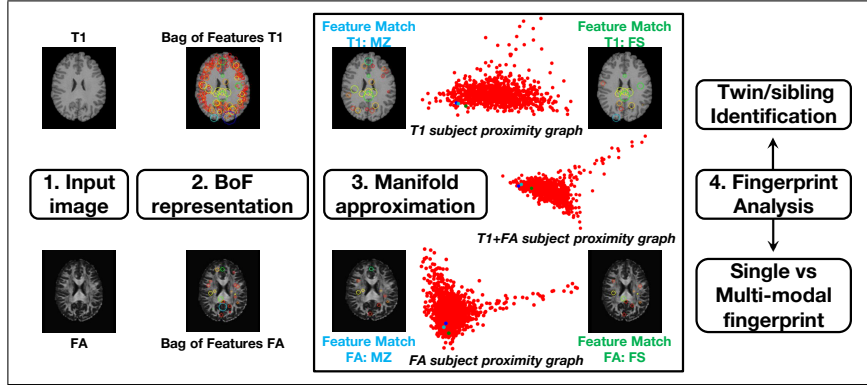 T1
Bag of Features T1
Feature Match
T1: MZ
Feature Match
T1: FS
T1 subject proximity graph
Twin/sibling
Identification
1. Input
image
2. BoF
representation
3. Manifold
approximation
T1+FA subject proximity graph
4. Fingerprint
Analysis
FA
Bag of Features FA
Feature Match
FA: MZ
FA subject proximity graph
Feature Match
FA: FS
Single vs
Multi-modal
fingerprint